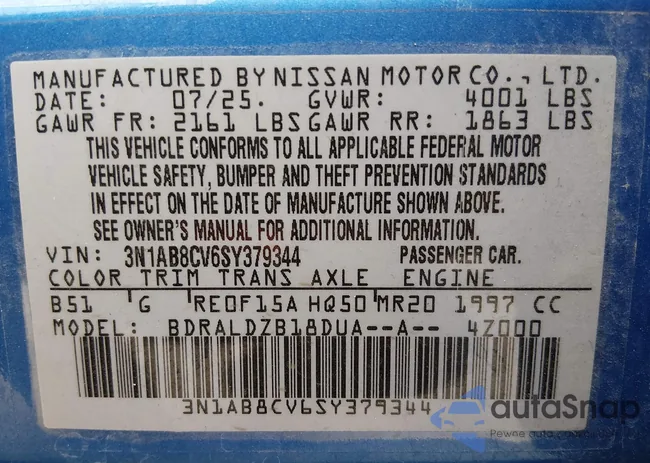 MANUFACTURED BY NISSAN MOTOR CO., LTD.
DATE: 07/25. GVWR: 4001 LBS
GAWR FR: 2161 LBS GAWR RR: 1863 LBS
THIS VEHICLE CONFORMS TO ALL APPLICABLE FEDERAL MOTOR
VEHICLE SAFETY, BUMPER AND THEFT PREVENTION STANDARDS
IN EFFECT ON THE DATE OF MANUFACTURE SHOWN ABOVE.
SEE OWNER'S MANUAL FOR ADDITIONAL INFORMATION.
VIN: 3N1AB8CV6SY379344 PASSENGER CAR.
COLOR TRIM TRANS AXLE ENGINE
B51 G RE0F15A HQ50 MR20 1997 CC
MODEL: BDRALDZB18DUA--A-- 4Z000
3N1AB8CV6SY379344
autoSnap
Pewne auta z